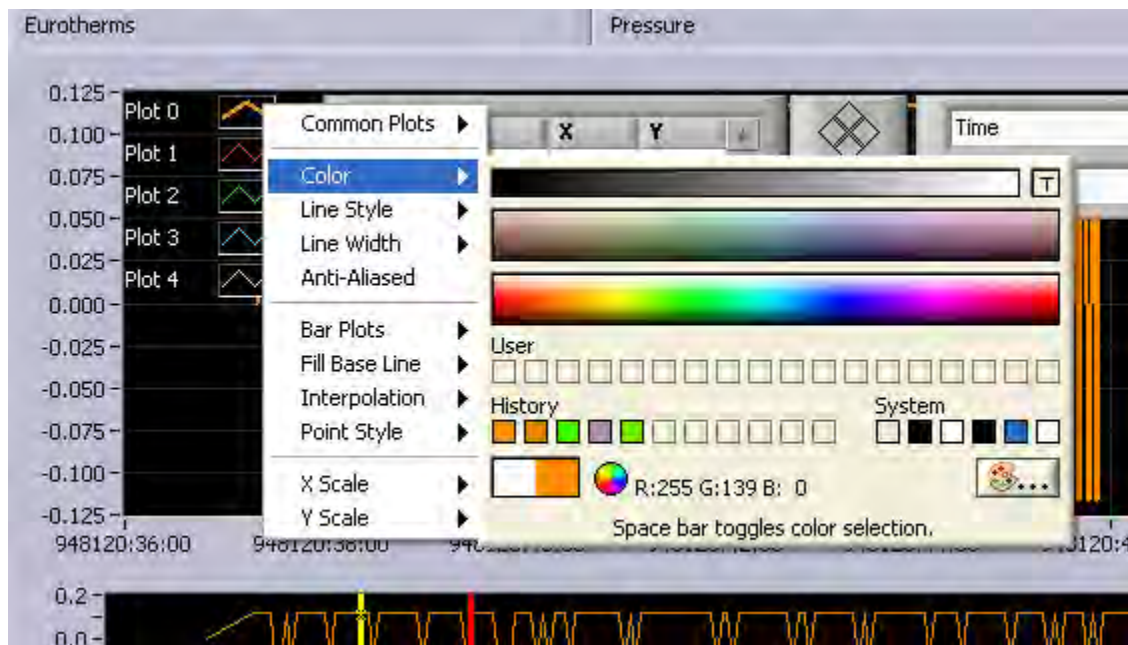 Eurotherms
Pressure
0.125
0.100
0.075
0.050
0.025
0.000
-0.025
-0.050
-0.075
-0.100
-0.125
Plot 0
Plot 1
Plot 2
Plot 3
Plot 4
Common Plots
Color
Line Style
Line Width
Anti-Aliased
Bar Plots
Fill Base Line
Interpolation
Point Style
X Scale
Y Scale
X
Y
Time
T
User
History
System
R:255 G:139 B: 0
Space bar toggles color selection.
948120:36:00
948120:38:00
0.2
0.0